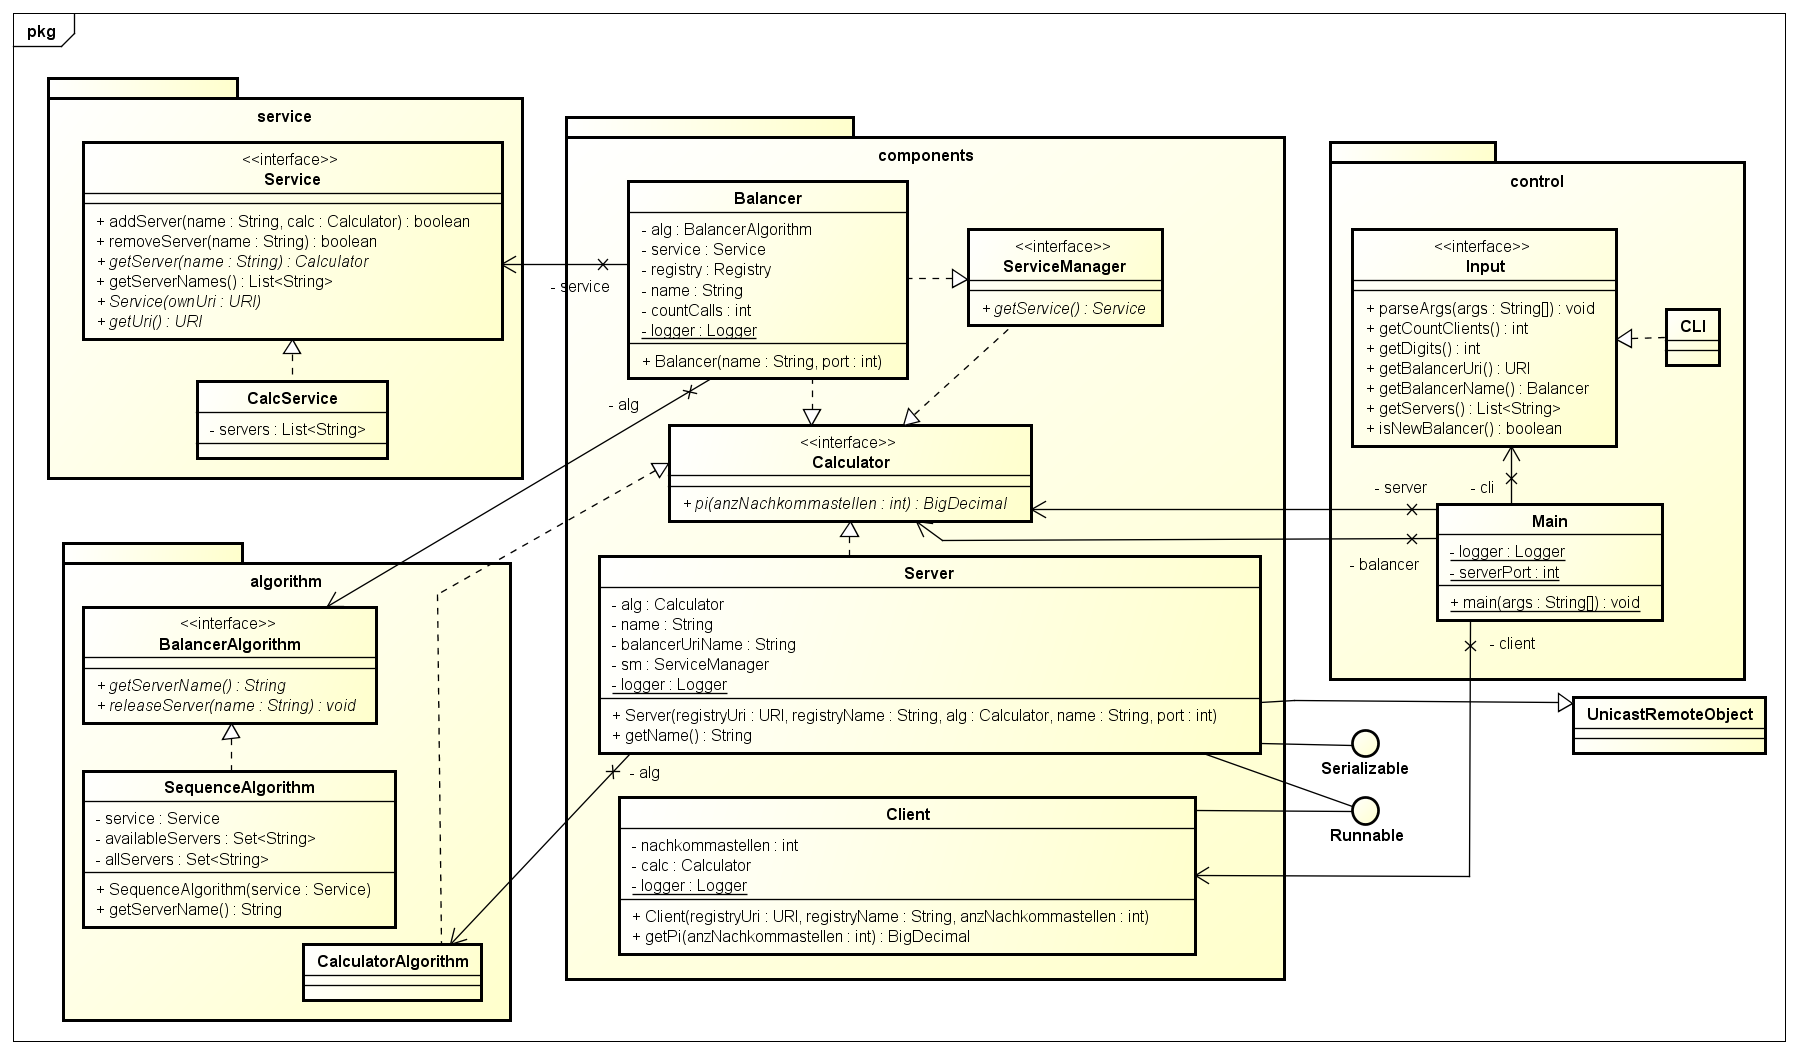 pkg
service
<<interface>>
Service
+ addServer(name : String, calc : Calculator) : boolean
+ removeServer(name : String) : boolean
+ getServer(name : String) : Calculator
+ getServerNames() : List<String>
+ Service(ownUri : URI)
+ getUri() : URI
CalcService
- servers : List<String>
- service
components
Balancer
- alg : BalancerAlgorithm
- service : Service
- registry : Registry
- name : String
- countCalls : int
- logger : Logger
+ Balancer(name : String, port : int)
<<interface>>
ServiceManager
+ getService() : Service
- alg
<<interface>>
Calculator
+ pi(anzNachkommastellen : int) : BigDecimal
Server
- alg : Calculator
- name : String
- balancerUriName : String
- sm : ServiceManager
- logger : Logger
+ Server(registryUri : URI, registryName : String, alg : Calculator, name : String, port : int)
+ getName() : String
- alg
Client
- nachkommastellen : int
- calc : Calculator
- logger : Logger
+ Client(registryUri : URI, registryName : String, anzNachkommastellen : int)
+ getPi(anzNachkommastellen : int) : BigDecimal
control
<<interface>>
Input
+ parseArgs(args : String[]) : void
+ getCountClients() : int
+ getDigits() : int
+ getBalancerUri() : URI
+ getBalancerName() : Balancer
+ getServers() : List<String>
+ isNewBalancer() : boolean
CLI
- server
- cli
Main
- logger : Logger
- serverPort : int
+ main(args : String[]) : void
- balancer
- client
UnicastRemoteObject
Serializable
Runnable
algorithm
<<interface>>
BalancerAlgorithm
+ getServerName() : String
+ releaseServer(name : String) : void
SequenceAlgorithm
- service : Service
- availableServers : Set<String>
- allServers : Set<String>
+ SequenceAlgorithm(service : Service)
+ getServerName() : String
CalculatorAlgorithm